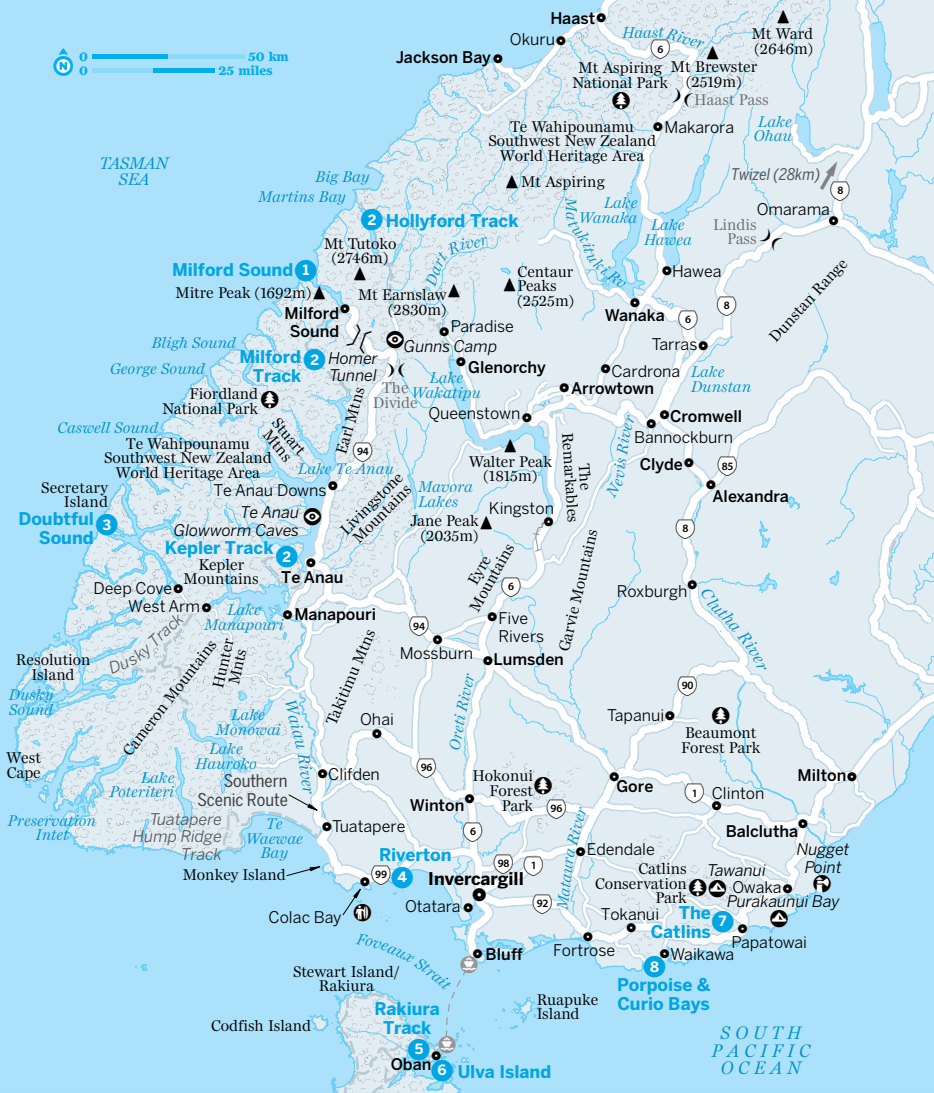 Haast
Okuru
Haast River
6
Mt Ward
(2646m)
0 50 km
0 25 miles
N
Jackson Bay
Mt Aspiring
National Park
Mt Brewster
(2519m)
Haast Pass
Te Wahipounamu
Southwest New Zealand
World Heritage Area
Makarora
Lake
Ohau
TASMAN
SEA
Big Bay
Martins Bay
Mt Aspiring
Twizel (28km)
8
Omarama
Lindis
Pass
2 Hollyford Track
Lake
Wanaka
Lake
Hawea
Matukituki Rv
Mt Tutoko
(2746m)
Dart River
Milford Sound 1
Mitre Peak (1692m)
Mt Earnslaw
(2830m)
Centaur
Peaks
(2525m)
Hawea
Milford
Sound
Wanaka
8
6
Dunstan Range
Paradise
Bligh Sound
Gunns Camp
Tarras
Milford
Track 2
Homer
Tunnel
George Sound
Glenorchy
Cardrona
Lake
Dunstan
The
Divide
Lake
Wakatipu
Arrowtown
Fiordland
National Park
Queenstown
Cromwell
Bannockburn
Caswell Sound
Stuart
Mtns
Earl Mtns
94
Te Wahipounamu
Southwest New Zealand
World Heritage Area
Walter Peak
(1815m)
The
Remarkables
Nevis River
Clyde
85
Lake Te Anau
Secretary
Island
Te Anau Downs
Livingstone
Mountains
Mavora
Lakes
Alexandra
Doubtful
Sound 3
Te Anau
Glowworm Caves
Jane Peak
(2035m)
Kingston
8
Kepler Track 2
Kepler
Mountains
Te Anau
Eyre
Mountains
Garvie Mountains
6
Deep Cove
West Arm
Roxburgh
Clutha River
Lake
Manapouri
Manapouri
94
Five
Rivers
Dusky Track
Mossburn
Lumsden
Resolution
Island
Cameron Mountains
Hunter
Mnts
Takitimu Mtns
Dusky
Sound
90
Oreti River
Waiau River
Lake
Monowai
Ohai
Tapanui
Beaumont
Forest Park
West
Cape
Lake
Hauroko
Lake
Poteriteri
Clifden
96
Hokonui
Forest
Park
Gore
Milton
Southern
Scenic Route
1
Clinton
Winton
96
Preservation
Intet
Tuatapere
Hump Ridge
Track
Te
Waewae
Bay
Tuatapere
6
Balclutha
Mataura River
Edendale
Nugget
Point
Riverton
4
99
98
1
Monkey Island
Invercargill
Catlins
Conservation
Park
Tawanui
Owaka
Purakaunui Bay
Colac Bay
Otatara
92
Tokanui
The
Catlins 7
Papatowai
Fortrose
Waikawa
Foveaux Strait
Bluff
8
Porpoise &
Curio Bays
Stewart Island/
Rakiura
Ruapuke
Island
Codfish Island
Rakiura
Track
5
Oban
6 Ulva Island
SOUTH
PACIFIC
OCEAN